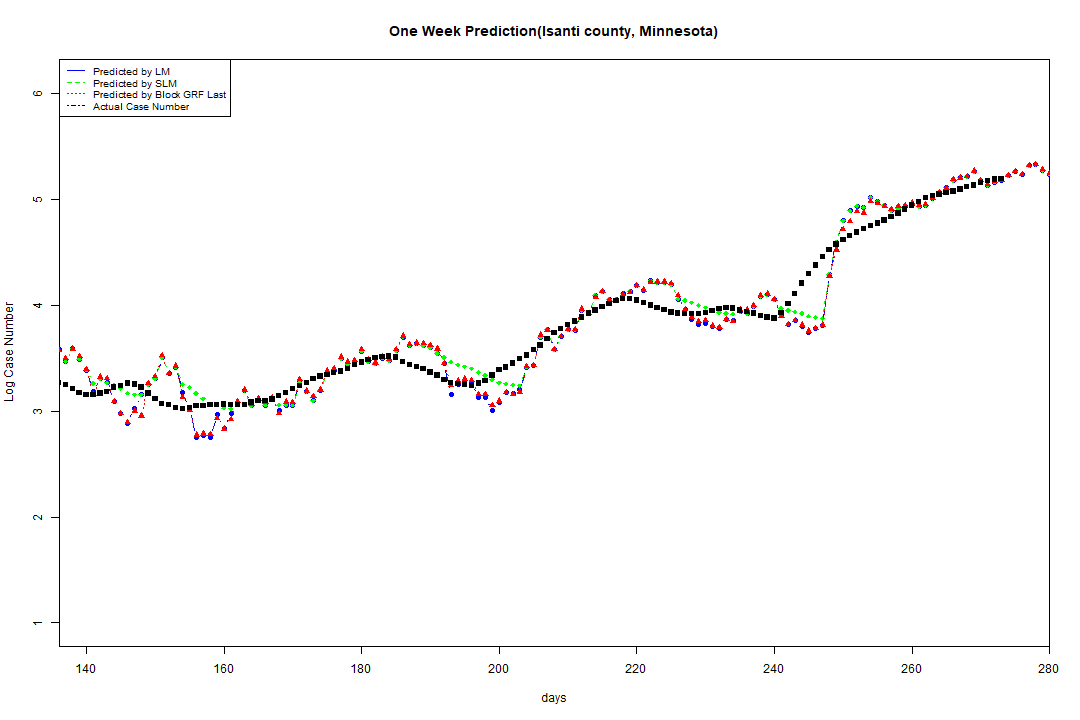 One Week Prediction(Isanti county, Minnesota)
Predicted by LM
Predicted by SLM
Predicted by Block GRF Last
Actual Case Number
6
5
4
3
2
1
Log Case Number
140 160 180 200 220 240 260 280
days